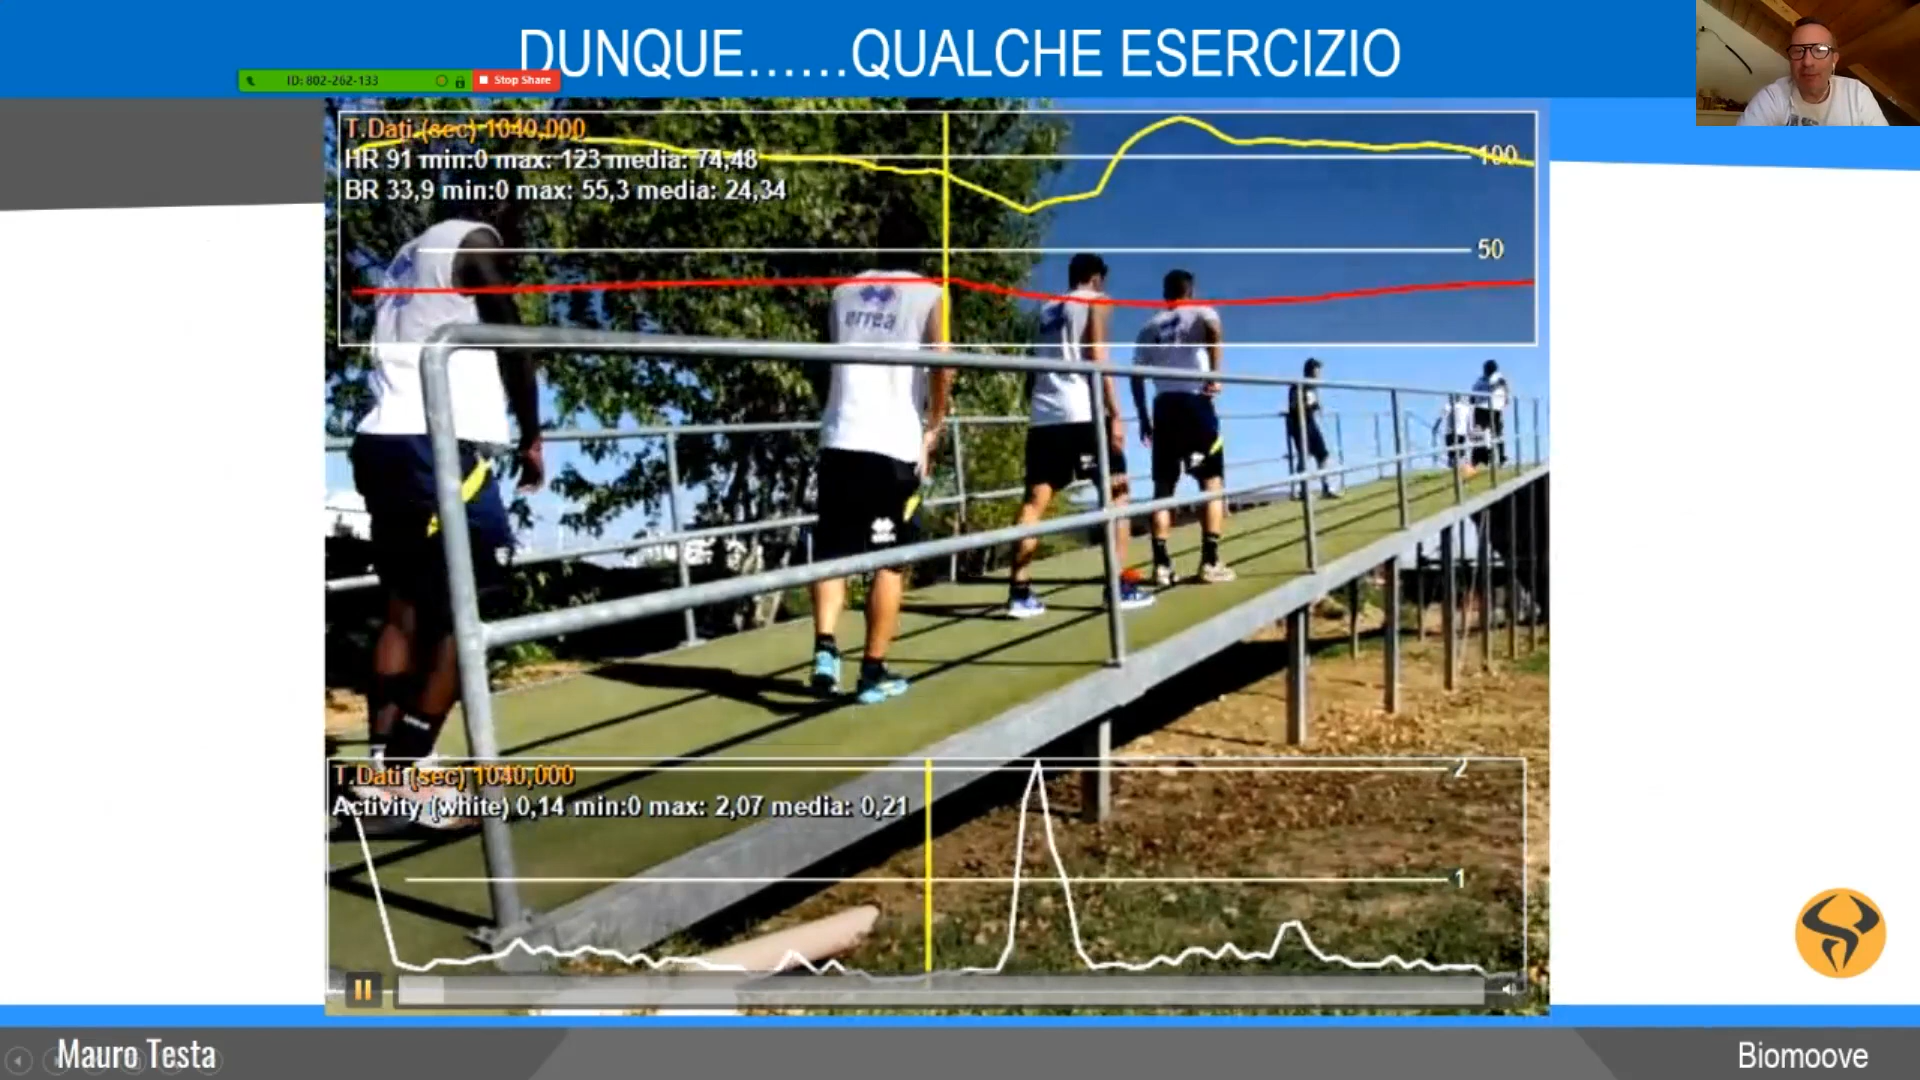 DUNQUE......QUALCHE ESERCIZIO
ID: 802-262-133
Stop Share
T.Dati (sec) 1040,000
HR 91 min:0 max: 123 media: 74,48
BR 33,9 min:0 max: 55,3 media: 24,34
100
50
errea
T.Dati (sec) 1040,000
Activity (white) 0,14 min:0 max: 2,07 media: 0,21
2
1
Mauro Testa
Biomoove